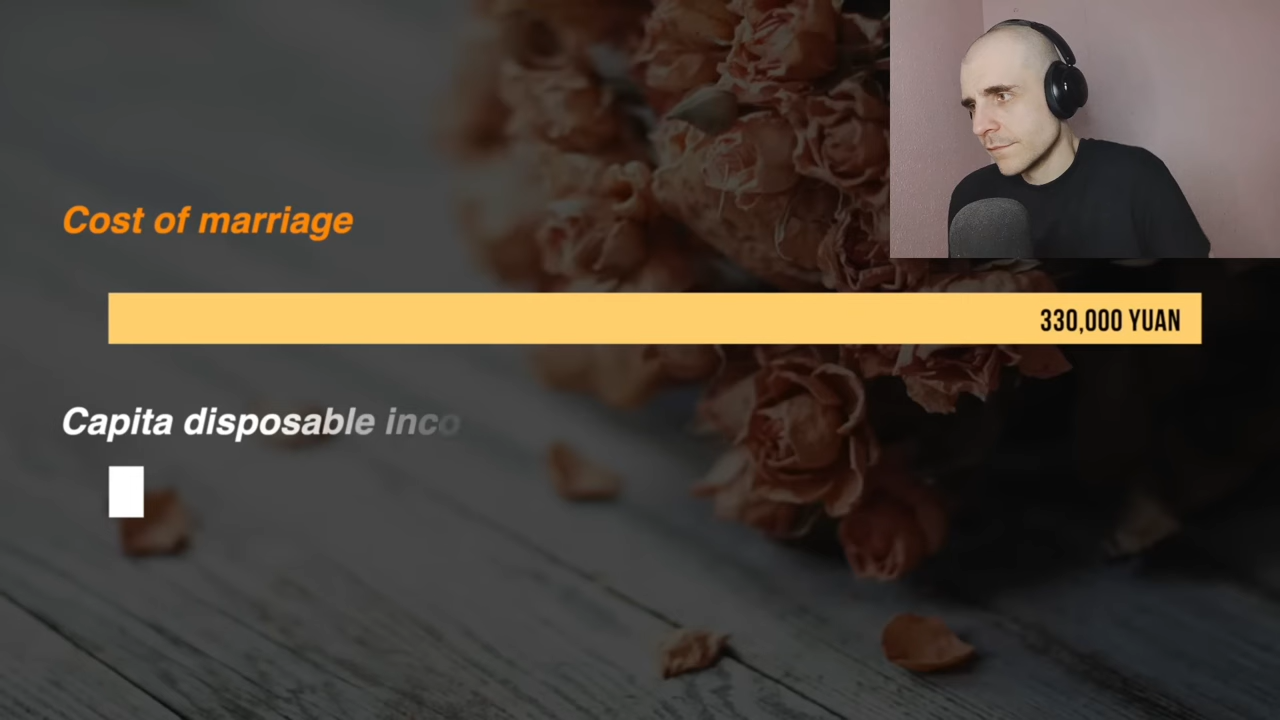 Cost of marriage
330,000 YUAN
Capita disposable inco